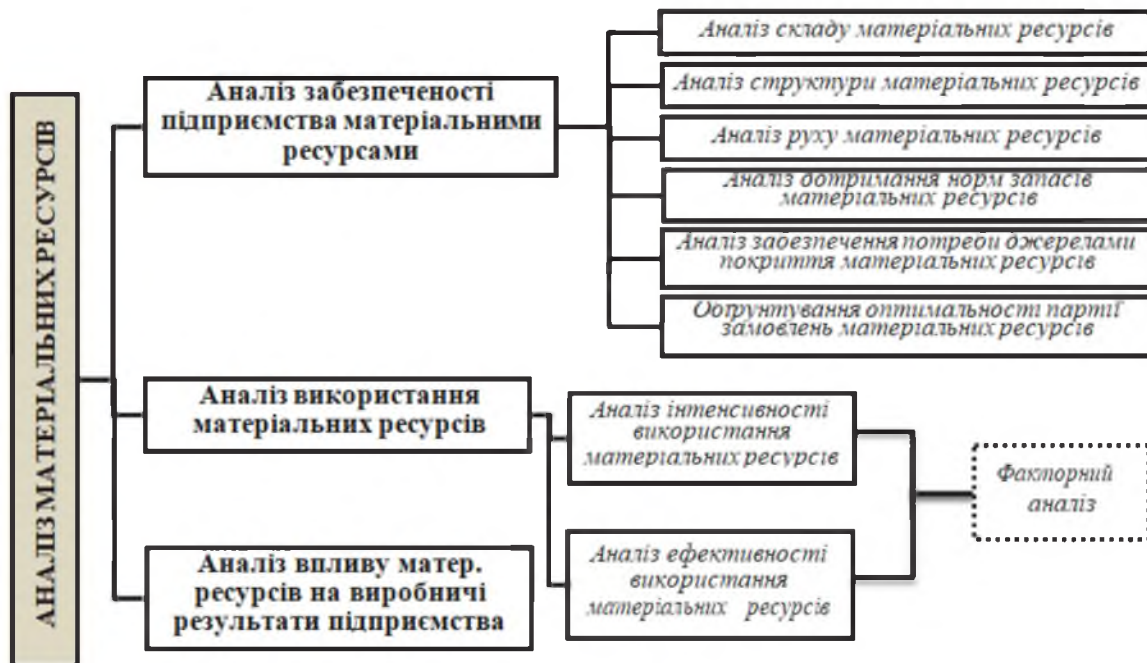 АНАЛІЗ МАТЕРІАЛЬНИХ РЕСУРСІВ
Аналіз забезпеченості
підприємства матеріальними
ресурсами
Аналіз складу матеріальних ресурсів
Аналіз структури матеріальних ресурсів
Аналіз руху матеріальних ресурсів
Аналіз дотримання норм запасів
матеріальних ресурсів
Аналіз забезпечення потреби джерелами
покриття матеріальних ресурсів
Обґрунтування оптимальності партії
замовлень матеріальних ресурсів
Аналіз використання
матеріальних ресурсів
Аналіз інтенсивності
використання
матеріальних ресурсів
Аналіз ефективності
використання
матеріальних ресурсів
Факторний
аналіз
Аналіз впливу матер.
ресурсів на виробничі
результати підприємства